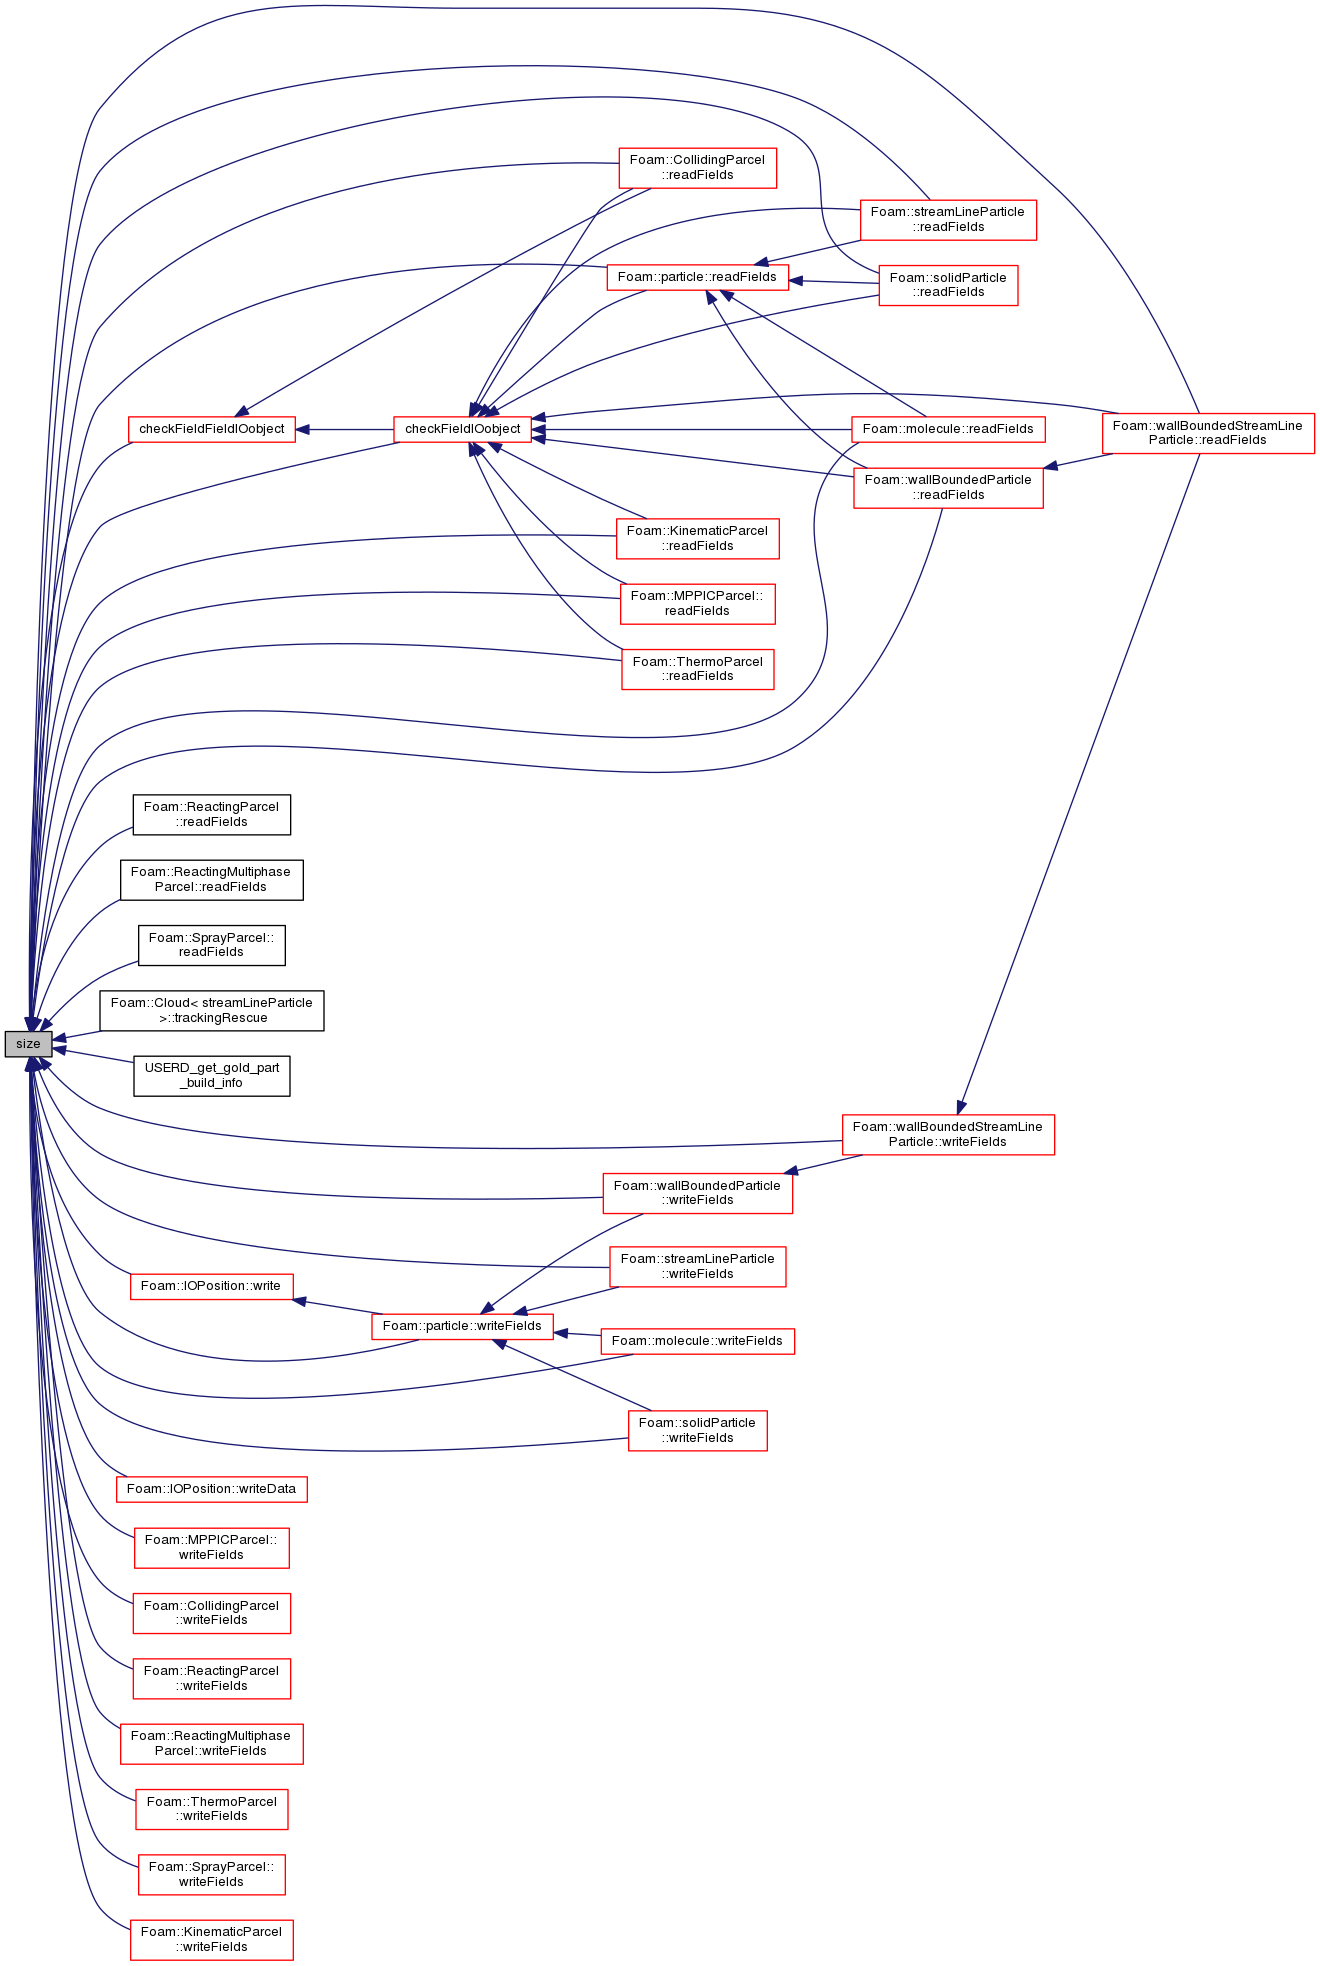 Foam::CollidingParcel
::readFields
Foam::streamLineParticle
::readFields
Foam::particle::readFields
Foam::solidParticle
::readFields
checkFieldFieldIOobject
checkFieldIOobject
Foam::molecule::readFields
Foam::wallBoundedStreamLine
Particle::readFields
Foam::wallBoundedParticle
::readFields
Foam::KinematicParcel
::readFields
Foam::MPPICParcel::
readFields
Foam::ThermoParcel
::readFields
Foam::ReactingParcel
::readFields
Foam::ReactingMultiphase
Parcel::readFields
Foam::SprayParcel::
readFields
Foam::Cloud< streamLineParticle
>::trackingRescue
size
USERD_get_gold_part
_build_info
Foam::wallBoundedStreamLine
Particle::writeFields
Foam::wallBoundedParticle
::writeFields
Foam::streamLineParticle
::writeFields
Foam::IOPosition::write
Foam::particle::writeFields
Foam::molecule::writeFields
Foam::solidParticle
::writeFields
Foam::IOPosition::writeData
Foam::MPPICParcel::
writeFields
Foam::CollidingParcel
::writeFields
Foam::ReactingParcel
::writeFields
Foam::ReactingMultiphase
Parcel::writeFields
Foam::ThermoParcel
::writeFields
Foam::SprayParcel::
writeFields
Foam::KinematicParcel
::writeFields